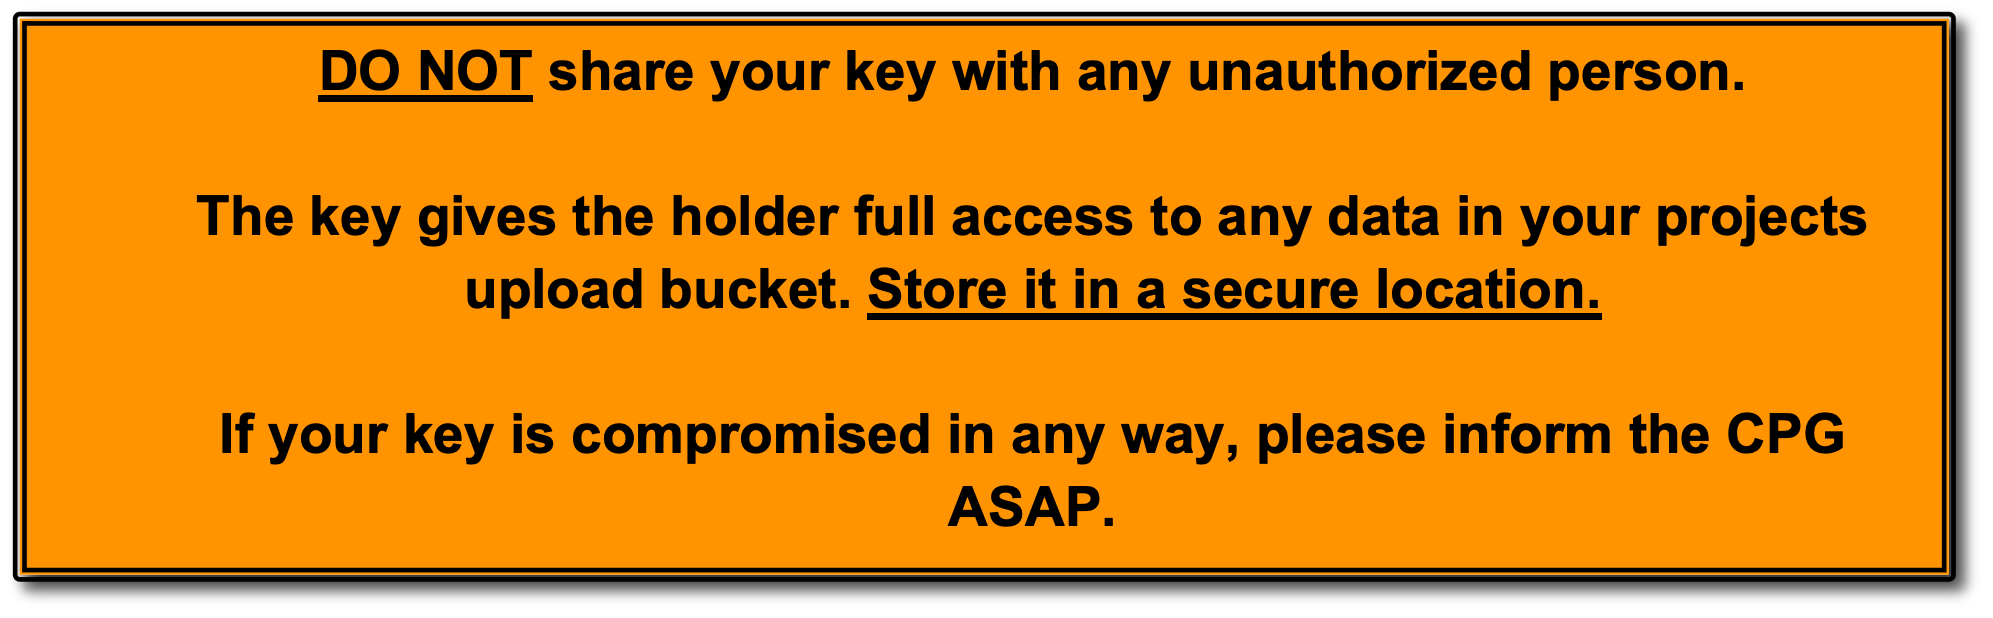 DO NOT share your key with any unauthorized person.
The key gives the holder full access to any data in your projects
upload bucket. Store it in a secure location.
If your key is compromised in any way, please inform the CPG
ASAP.